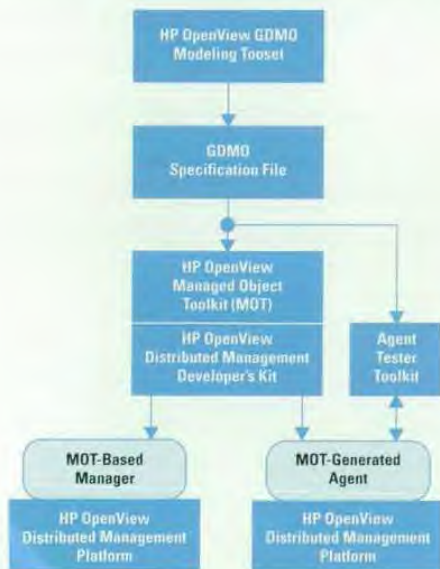 HP OpenView GDMO
Modeling Tooset
GDMO
Specification File
HP OpenView
Managed Object
Toolkit (MOT)
HP OpenView
Distributed Management
Developer's Kit
Agent
Tester
Toolkit
MOT-Based
Manager
MOT-Generated
Agent
HP OpenView
Distributed Management
Platform
HP OpenView
Distributed Management
Platform